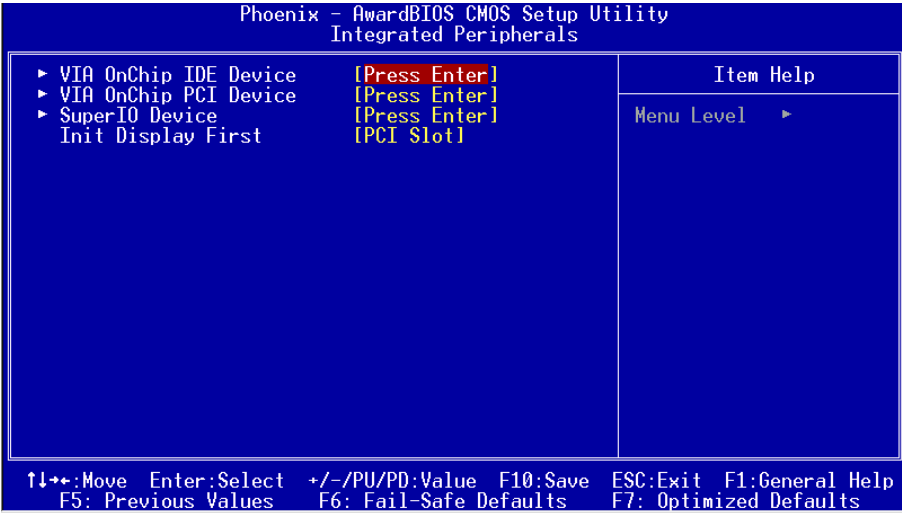 Phoenix - AwardBIOS CMOS Setup Utility
Integrated Peripherals
► VIA OnChip IDE Device [Press Enter]
► VIA OnChip PCI Device [Press Enter]
► SuperIO Device [Press Enter]
Init Display First [PCI Slot]
Item Help
Menu Level ►
↑↓→←:Move Enter:Select +/-/PU/PD:Value F10:Save ESC:Exit F1:General Help
F5: Previous Values F6: Fail-Safe Defaults F7: Optimized Defaults